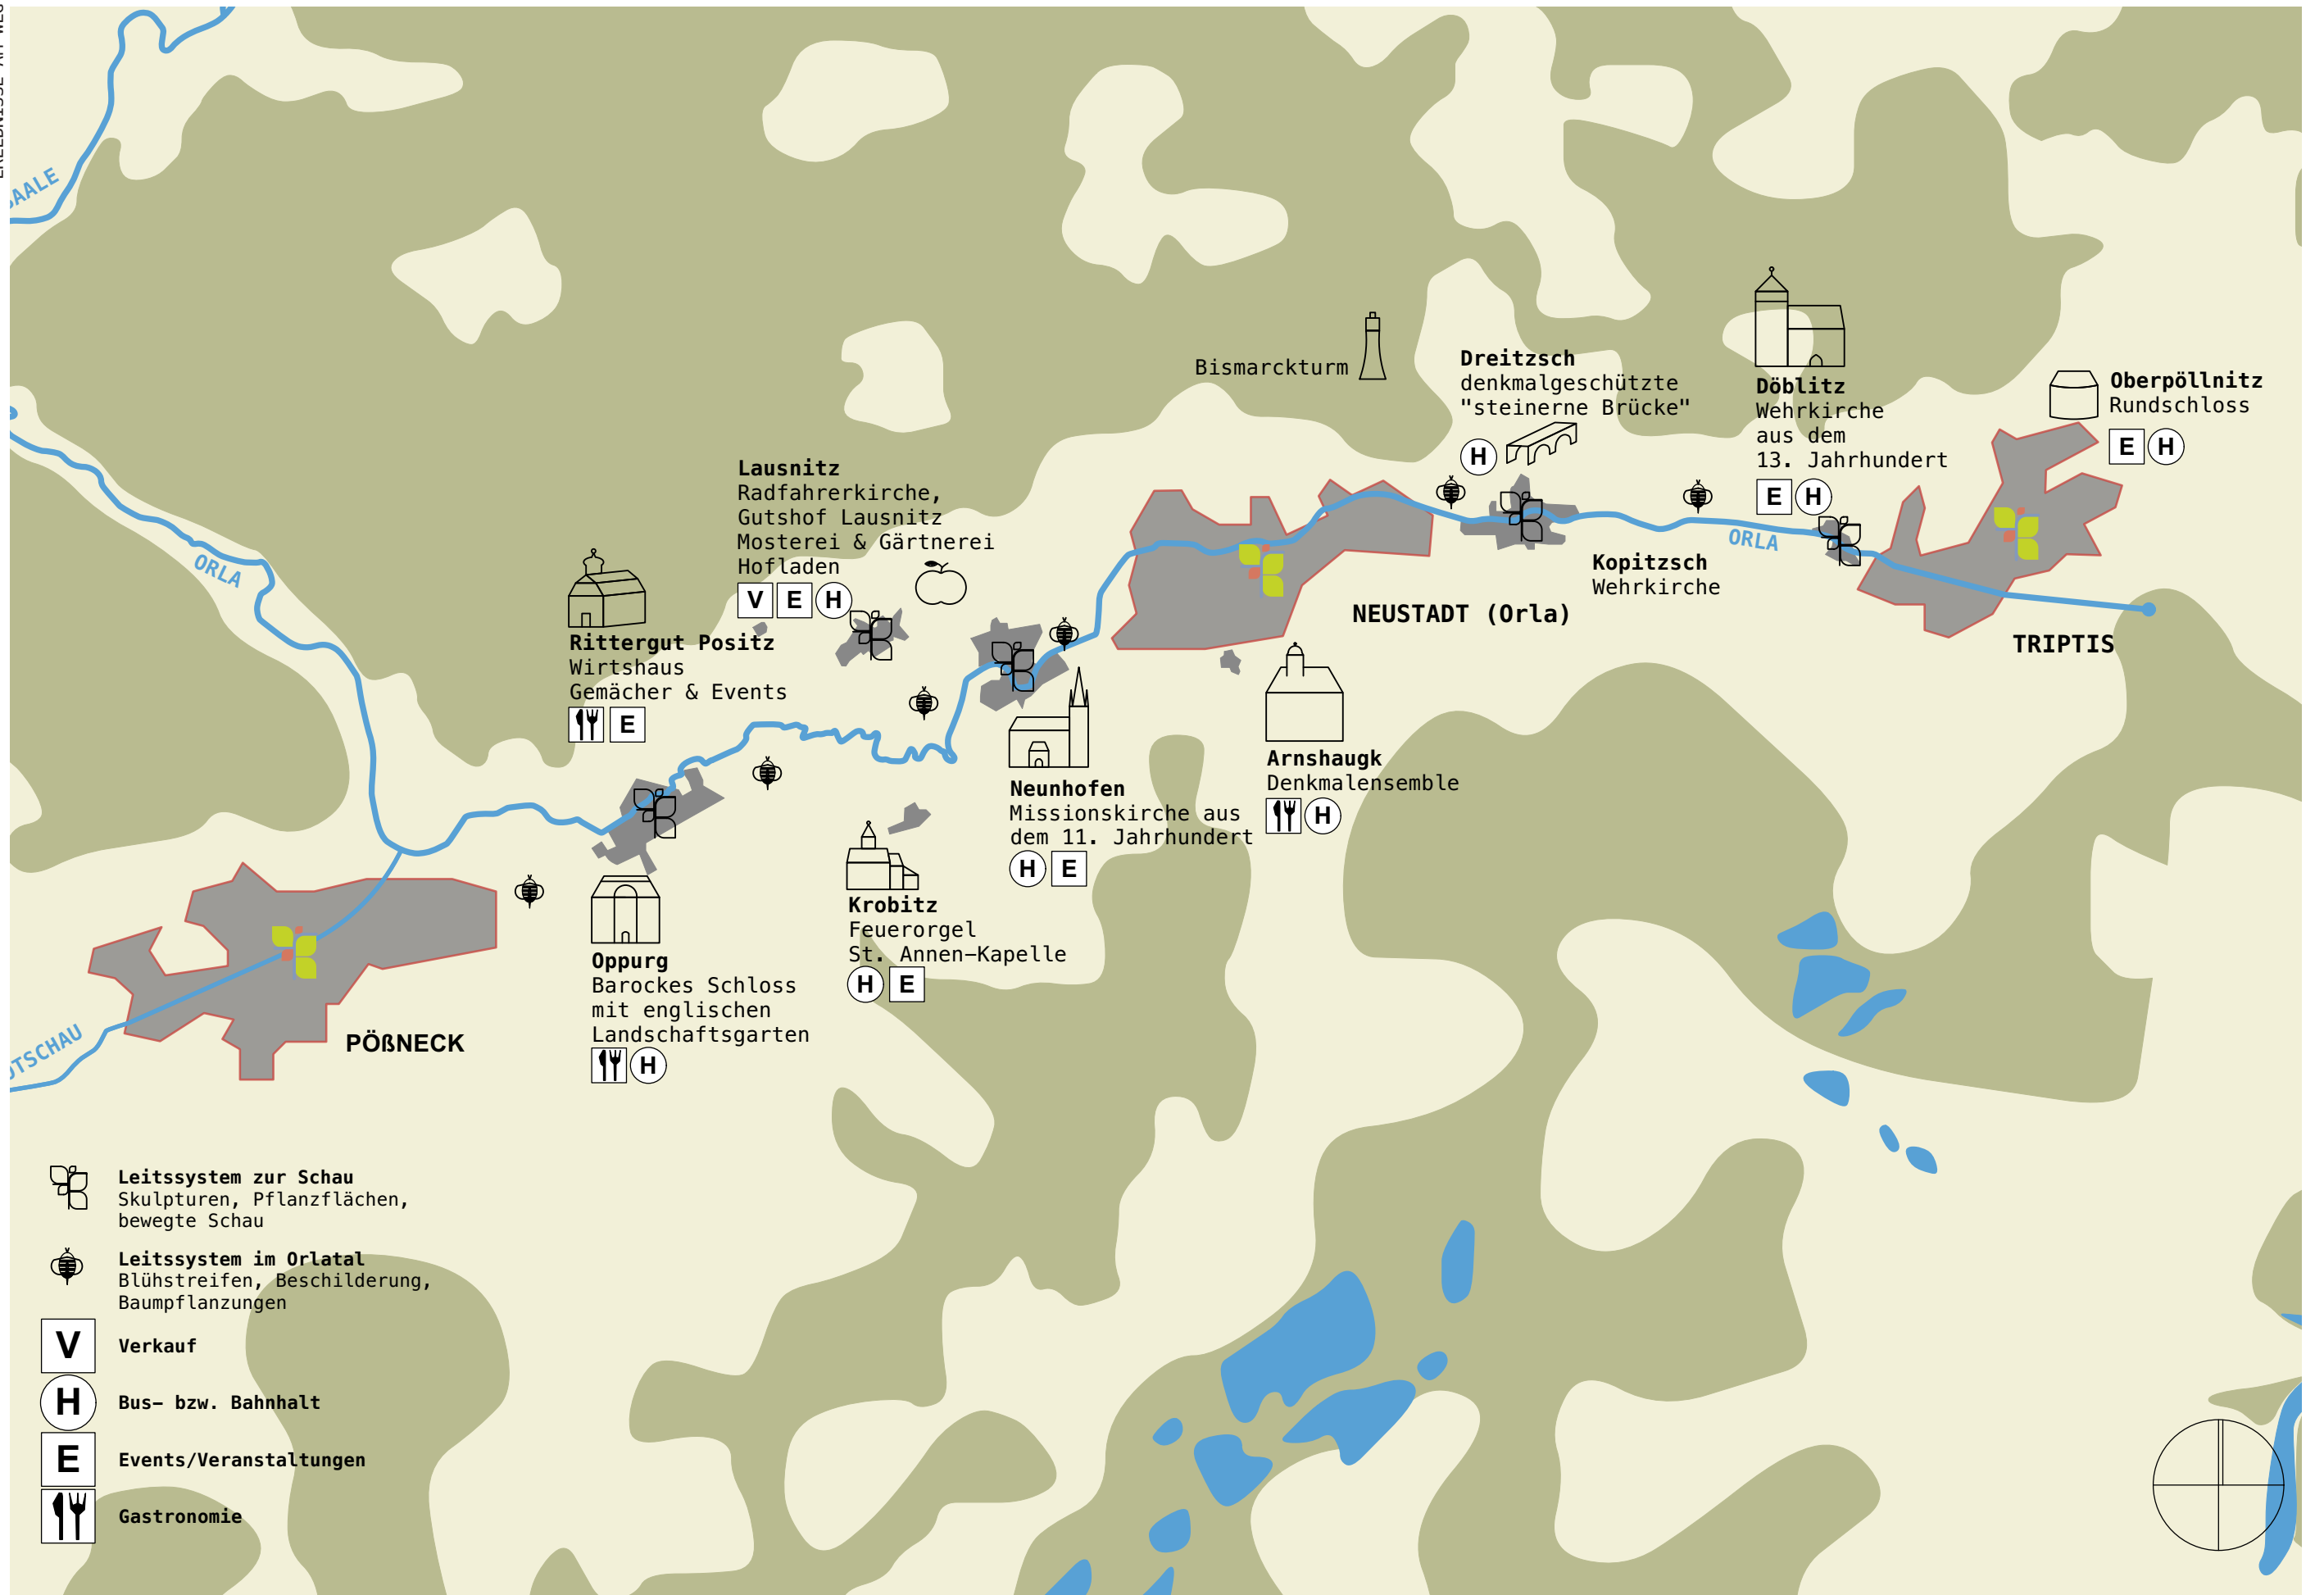 Bismarckturm
Dreitzsch
denkmalgeschützte
"steinerne Brücke"
H
Döblitz
Wehrkirche
aus dem
13. Jahrhundert
E H
Oberpöllnitz
Rundschloss
E H
Lausnitz
Radfahrerkirche,
Gutshof Lausnitz
Mosterei & Gärtnerei
Hofladen
V E H
ORLA
ORLA
Kopitzsch
Wehrkirche
NEUSTADT (Orla)
TRIPTIS
Rittergut Positz
Wirtshaus
Gemächer & Events
E
Arnshaugk
Denkmalensemble
H
Neunhofen
Missionskirche aus
dem 11. Jahrhundert
H E
Krobitz
Feuerorgel
St. Annen-Kapelle
H E
Oppurg
Barockes Schloss
mit englischen
Landschaftsgarten
H
PÖßNECK
Leitssystem zur Schau
Skulpturen, Pflanzflächen,
bewegte Schau
Leitssystem im Orlatal
Blühstreifen, Beschilderung,
Baumpflanzungen
V Verkauf
H Bus- bzw. Bahnhalt
E Events/Veranstaltungen
Gastronomie